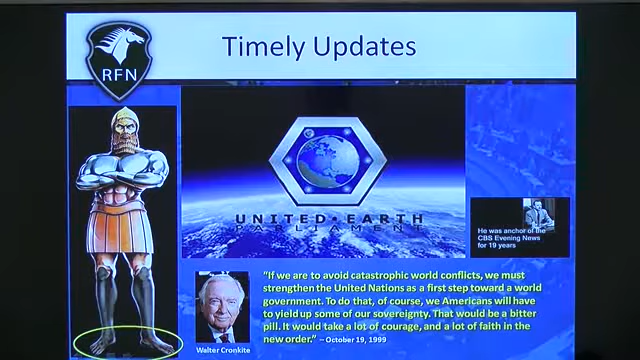 Timely Updates
RFN
UNITED•EARTH
PARLIAMENT
He was anchor of the
CBS Evening News
for 19 years
"If we are to avoid catastrophic world conflicts, we must
strengthen the United Nations as a first step toward a world
government. To do that, of course, we Americans will have
to yield up some of our sovereignty. That would be a bitter
pill. It would take a lot of courage, and a lot of faith in the
new order." – October 19, 1999
Walter Cronkite